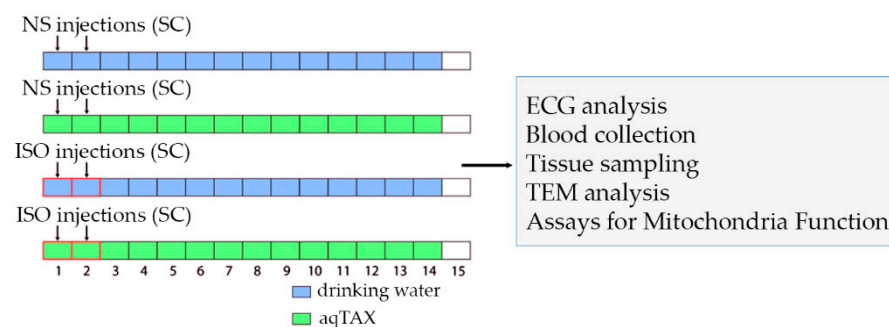 NS injections (SC)
NS injections (SC)
ISO injections (SC)
ISO injections (SC)
1 2 3 4 5 6 7 8 9 10 11 12 13 14 15
drinking water
aqTAX
ECG analysis
Blood collection
Tissue sampling
TEM analysis
Assays for Mitochondria Function